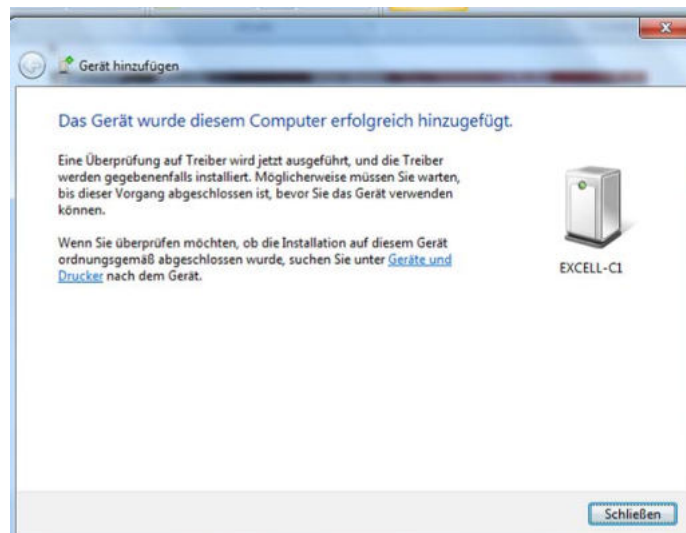 Gerät hinzufügen
Das Gerät wurde diesem Computer erfolgreich hinzugefügt.
Eine Überprüfung auf Treiber wird jetzt ausgeführt, und die Treiber
werden gegebenenfalls installiert. Möglicherweise müssen Sie warten,
bis dieser Vorgang abgeschlossen ist, bevor Sie das Gerät verwenden
können.
Wenn Sie überprüfen möchten, ob die Installation auf diesem Gerät
ordnungsgemäß abgeschlossen wurde, suchen Sie unter Geräte und
Drucker nach dem Gerät.
EXCELL-C1
Schließen